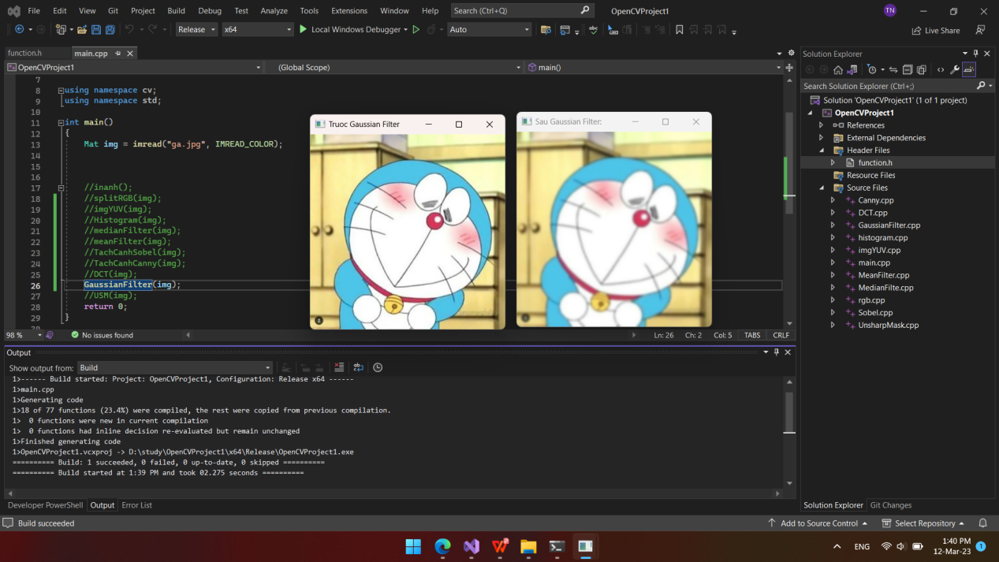 File Edit View Git Project Build Debug Test Analyze Tools Extensions Window Help Search (Ctrl+Q) OpenCVProject1 TN
Release x64 Local Windows Debugger Auto Live Share
function.h main.cpp
OpenCVProject1 (Global Scope) main()
7
8 using namespace cv;
9 using namespace std;
10
11 int main()
12 {
13 Mat img = imread("ga.jpg", IMREAD_COLOR);
14
15
16
17 //inanh();
18 //splitRGB(img);
19 //imgYUV(img);
20 //Histogram(img);
21 //medianFilter(img);
22 //meanFilter(img);
23 //TachCanhSobel(img);
24 //TachCanhCanny(img);
25 //DCT(img);
26 GaussianFilter(img);
27 //USM(img);
28 return 0;
29 }
30
Truoc Gaussian Filter
Sau Gaussian Filter:
98 % No issues found Ln: 26 Ch: 2 Col: 5 TABS CRLF
Output
Show output from: Build
1>------ Build started: Project: OpenCVProject1, Configuration: Release x64 ------
1>main.cpp
1>Generating code
1>18 of 77 functions (23.4%) were compiled, the rest were copied from previous compilation.
1> 0 functions were new in current compilation
1> 0 functions had inline decision re-evaluated but remain unchanged
1>Finished generating code
1>OpenCVProject1.vcxproj -> D:\study\OpenCVProject1\x64\Release\OpenCVProject1.exe
========== Build: 1 succeeded, 0 failed, 0 up-to-date, 0 skipped ==========
========== Build started at 1:39 PM and took 02.275 seconds ==========
Developer PowerShell Output Error List
Solution Explorer
Search Solution Explorer (Ctrl+;)
Solution 'OpenCVProject1' (1 of 1 project)
OpenCVProject1
References
External Dependencies
Header Files
function.h
Resource Files
Source Files
Canny.cpp
DCT.cpp
GaussianFilter.cpp
histogram.cpp
imgYUV.cpp
main.cpp
MeanFilter.cpp
MedianFilte.cpp
rgb.cpp
Sobel.cpp
UnsharpMask.cpp
Solution Explorer Git Changes
Build succeeded Add to Source Control Select Repository
ENG 1:40 PM 1
12-Mar-23